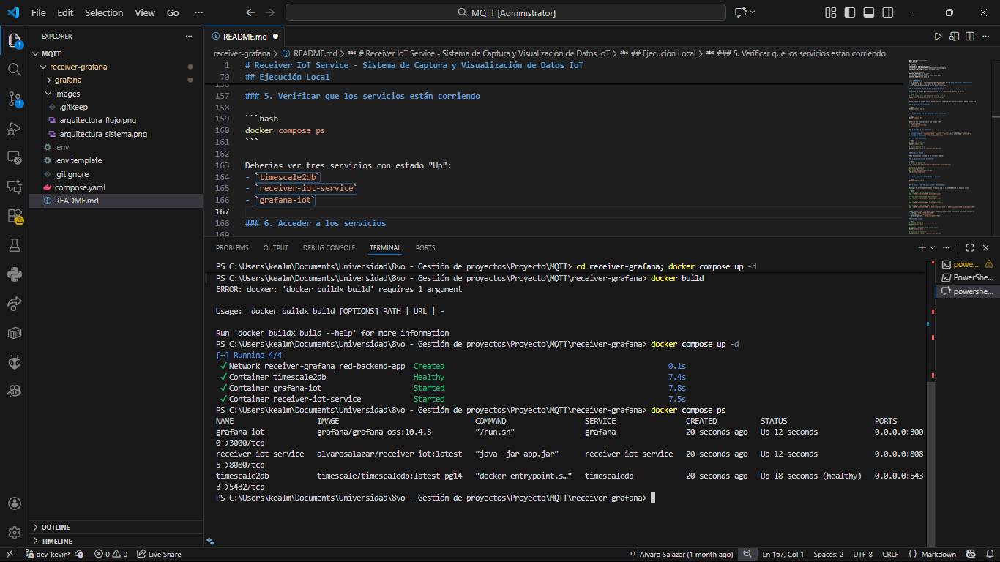 File Edit Selection View Go ··· MQTT [Administrator]
EXPLORER ···
MQTT
receiver-grafana
grafana
images
.gitkeep
arquitectura-flujo.png
arquitectura-sistema.png
.env
.env.template
.gitignore
compose.yaml
README.md
OUTLINE
TIMELINE
README.md
receiver-grafana > README.md > # Receiver IoT Service - Sistema de Captura y Visualización de Datos IoT > ## Ejecución Local > ### 5. Verificar que los servicios están corriendo
1 # Receiver IoT Service - Sistema de Captura y Visualización de Datos IoT
70 ## Ejecución Local
156
157 ### 5. Verificar que los servicios están corriendo
158
159 ```bash
160 docker compose ps
161 ```
162
163 Deberías ver tres servicios con estado "Up":
164 - `timescale2db`
165 - `receiver-iot-service`
166 - `grafana-iot`
167
168 ### 6. Acceder a los servicios
169
PROBLEMS OUTPUT DEBUG CONSOLE TERMINAL PORTS
PS C:\Users\kealm\Documents\Universidad\8vo - Gestión de proyectos\Proyecto\MQTT> cd receiver-grafana; docker compose up -d
PS C:\Users\kealm\Documents\Universidad\8vo - Gestión de proyectos\Proyecto\MQTT\receiver-grafana> docker build
ERROR: docker: 'docker buildx build' requires 1 argument
Usage:  docker buildx build [OPTIONS] PATH | URL | -
Run 'docker buildx build --help' for more information
PS C:\Users\kealm\Documents\Universidad\8vo - Gestión de proyectos\Proyecto\MQTT\receiver-grafana> docker compose up -d
[+] Running 4/4
✓ Network receiver-grafana_red-backend-app Created 0.1s
✓ Container timescale2db Healthy 7.4s
✓ Container grafana-iot Started 7.8s
✓ Container receiver-iot-service Started 7.5s
PS C:\Users\kealm\Documents\Universidad\8vo - Gestión de proyectos\Proyecto\MQTT\receiver-grafana> docker compose ps
NAME IMAGE COMMAND SERVICE CREATED STATUS PORTS
grafana-iot grafana/grafana-oss:10.4.3 "/run.sh" grafana 20 seconds ago Up 12 seconds 0.0.0.0:300
0->3000/tcp
receiver-iot-service alvarosalazar/receiver-iot:latest "java -jar app.jar" receiver-iot-service 20 seconds ago Up 12 seconds 0.0.0.0:808
5->8080/tcp
timescale2db timescale/timescaledb:latest-pg14 "docker-entrypoint.s…" timescaledb 20 seconds ago Up 18 seconds (healthy) 0.0.0.0:543
3->5432/tcp
PS C:\Users\kealm\Documents\Universidad\8vo - Gestión de proyectos\Proyecto\MQTT\receiver-grafana>
powe...
PowerShe...
powershe...
dev-kevin* 0 0 Live Share Alvaro Salazar (1 month ago) Ln 167, Col 1 Spaces: 2 UTF-8 CRLF {} Markdown